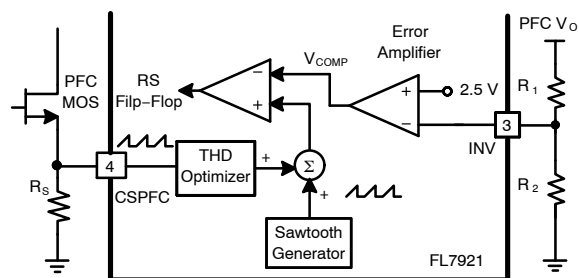 PFC VO
Error
Amplifier
VCOMP
PFC
MOS
RS
Filp-Flop
−
+
+
−
2.5 V
R1
3
INV
4
CSPFC
THD
Optimizer
+
Σ
+
RS
R2
Sawtooth
Generator
FL7921